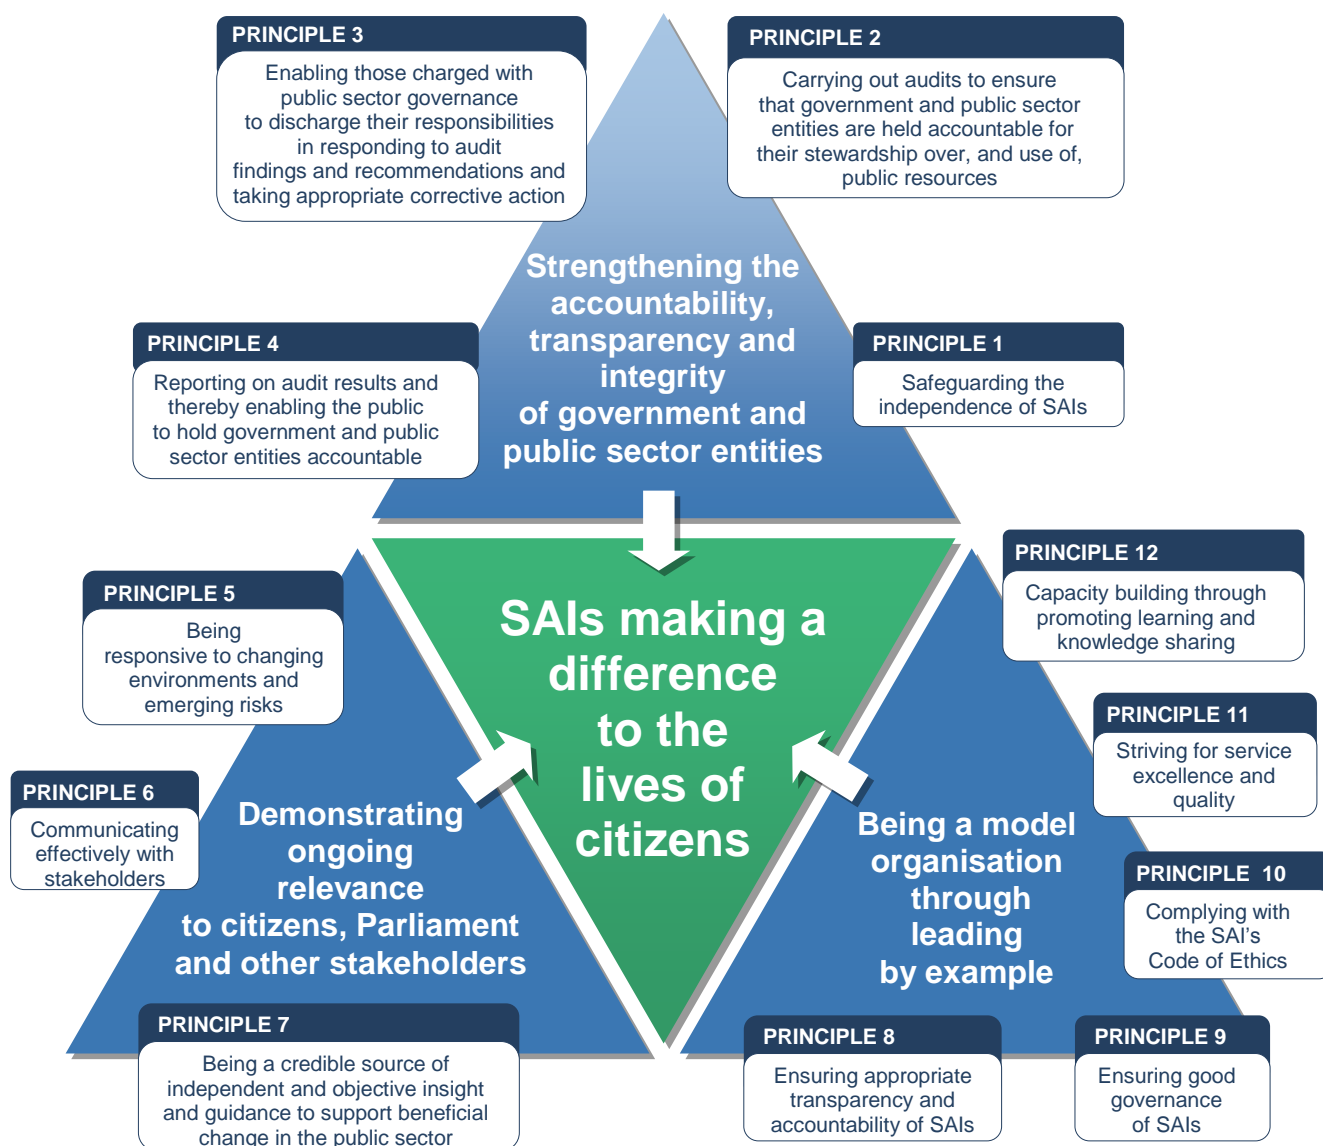 PRINCIPLE 3
Enabling those charged with
public sector governance
to discharge their responsibilities
in responding to audit
findings and recommendations and
taking appropriate corrective action
PRINCIPLE 2
Carrying out audits to ensure
that government and public sector
entities are held accountable for
their stewardship over, and use of,
public resources
Strengthening the
accountability,
transparency and
integrity
of government and
public sector entities
PRINCIPLE 4
Reporting on audit results and
thereby enabling the public
to hold government and public
sector entities accountable
PRINCIPLE 1
Safeguarding the
independence of SAIs
PRINCIPLE 12
Capacity building through
promoting learning and
knowledge sharing
PRINCIPLE 5
Being
responsive to changing
environments and
emerging risks
SAIs making a
difference
to the
lives of
citizens
PRINCIPLE 11
Striving for service
excellence and
quality
PRINCIPLE 6
Communicating
effectively with
stakeholders
Demonstrating
ongoing
relevance
to citizens, Parliament
and other stakeholders
Being a model
organisation
through
leading
by example
PRINCIPLE 10
Complying with
the SAI's
Code of Ethics
PRINCIPLE 7
Being a credible source of
independent and objective insight
and guidance to support beneficial
change in the public sector
PRINCIPLE 8
Ensuring appropriate
transparency and
accountability of SAIs
PRINCIPLE 9
Ensuring good
governance
of SAIs